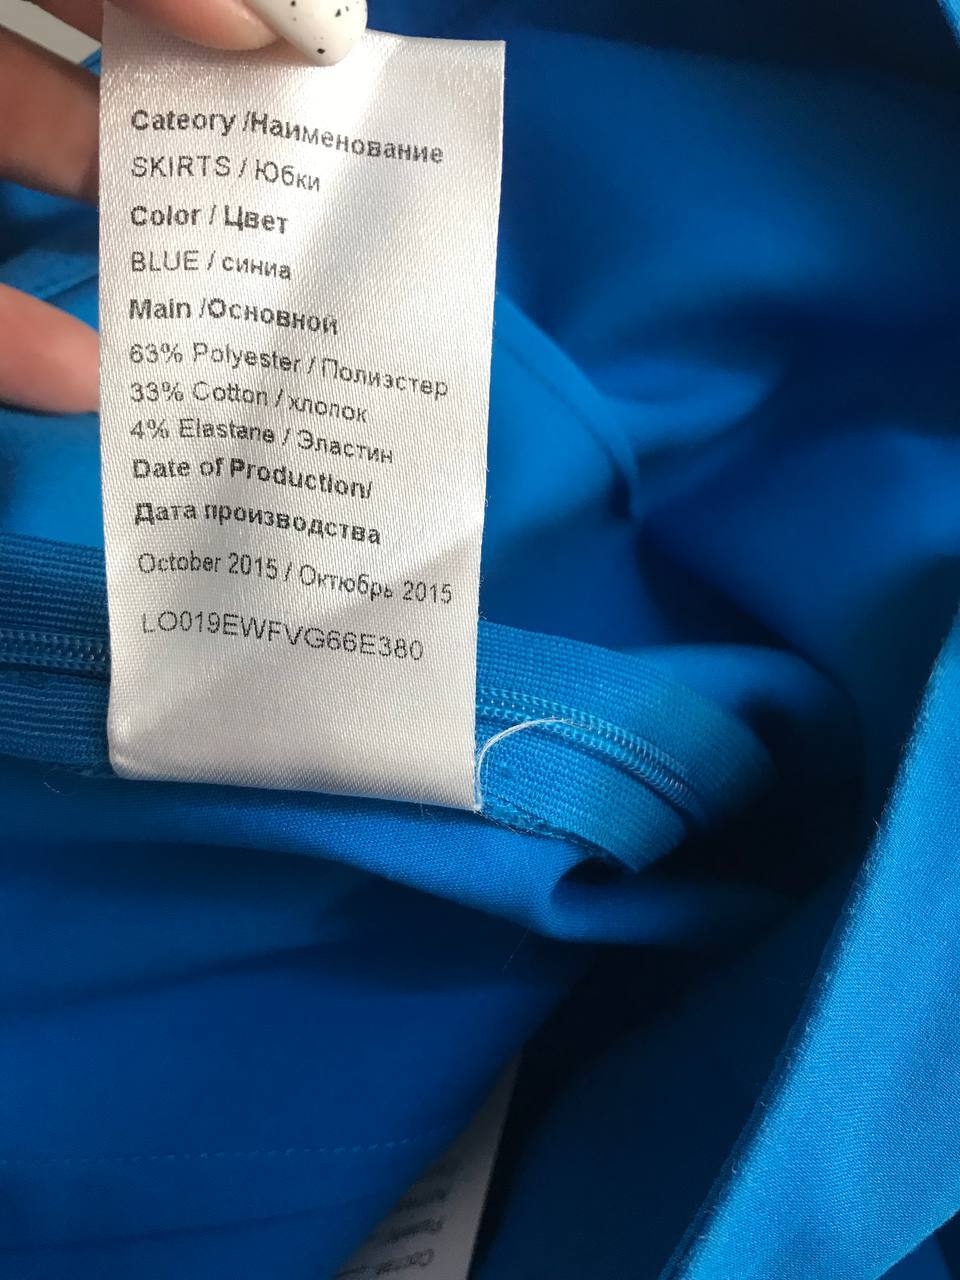 Cateory /Наименование
SKIRTS / Юбки
Color / Цвет
BLUE / синиа
Main /Основной
63% Polyester / Полиэстер
33% Cotton / хлопок
4% Elastane / Эластин
Date of Production/
Дата производства
October 2015 / Октюбрь 2015
LO019EWFVG66E380